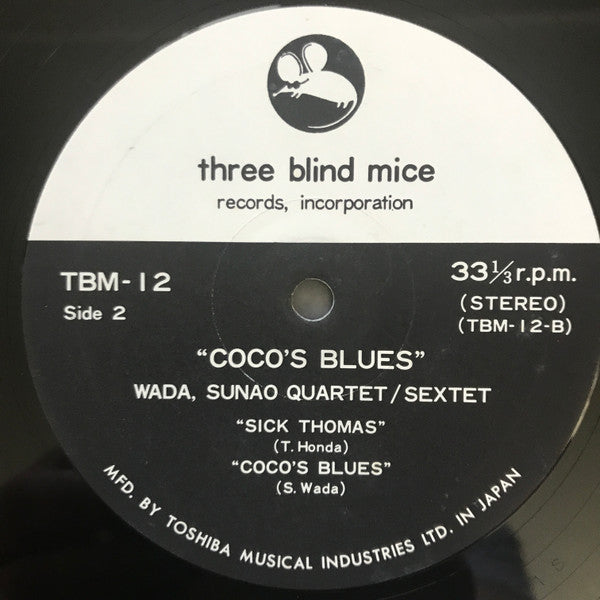 three blind mice
records, incorporation
TBM-12
Side 2
33⅓ r.p.m.
(STEREO)
(TBM-12-B)
"COCO'S BLUES"
WADA, SUNAO QUARTET/SEXTET
"SICK THOMAS"
(T. Honda)
"COCO'S BLUES"
(S. Wada)
MFD. BY TOSHIBA MUSICAL INDUSTRIES LTD. IN JAPAN